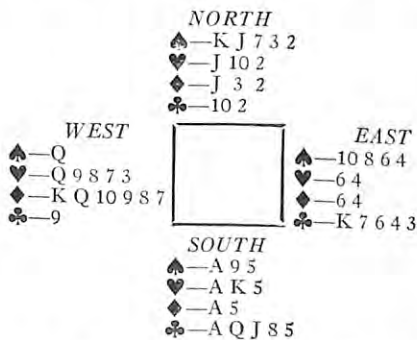 NORTH
♠—K J 7 3 2
♥—J 10 2
♦—J 3 2
♣—10 2
WEST
♠—Q
♥—Q 9 8 7 3
♦—K Q 10 9 8 7
♣—9
EAST
♠—10 8 6 4
♥—6 4
♦—6 4
♣—K 7 6 4 3
SOUTH
♠—A 9 5
♥—A K 5
♦—A 5
♣—A Q J 8 5